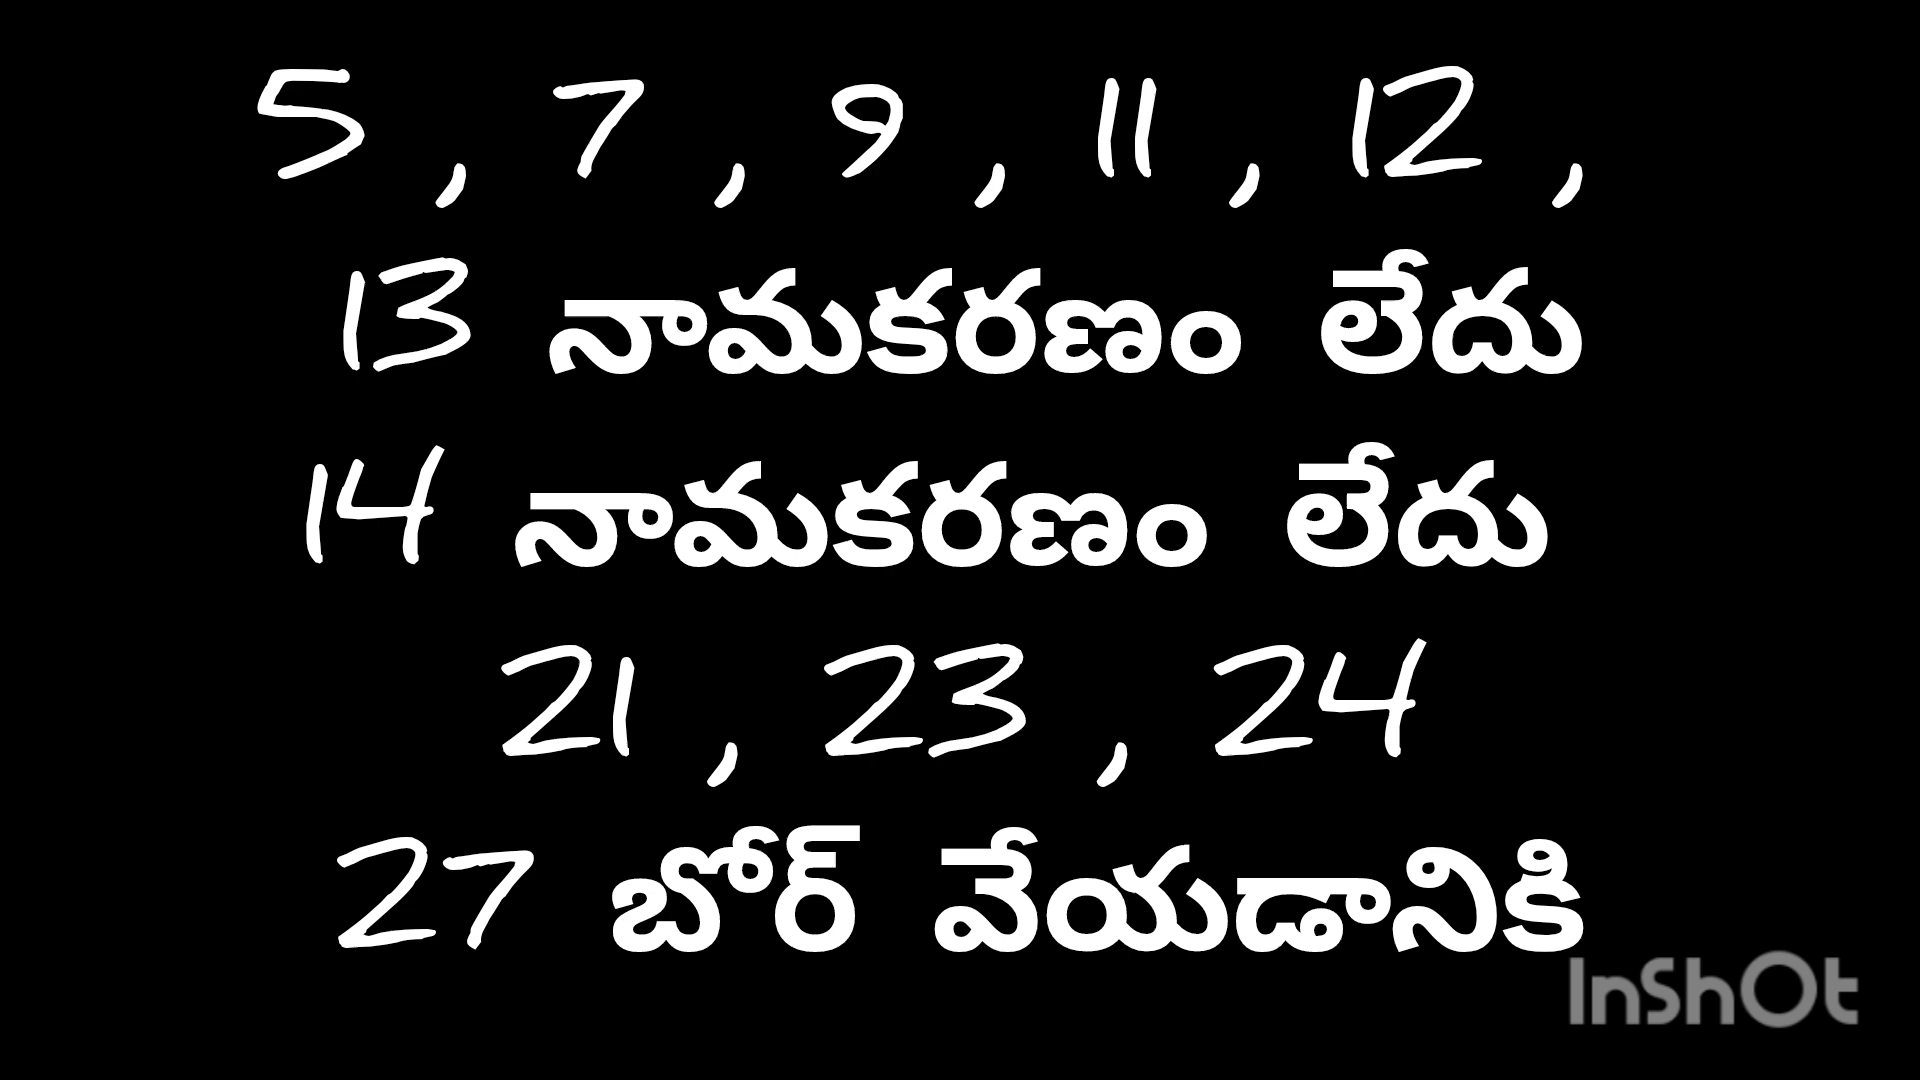 5 , 7 , 9 , 11 , 12 ,
13 నామకరణం లేదు
14 నామకరణం లేదు
21 , 23 , 24
27 బోర్ వేయడానికి
InShOt